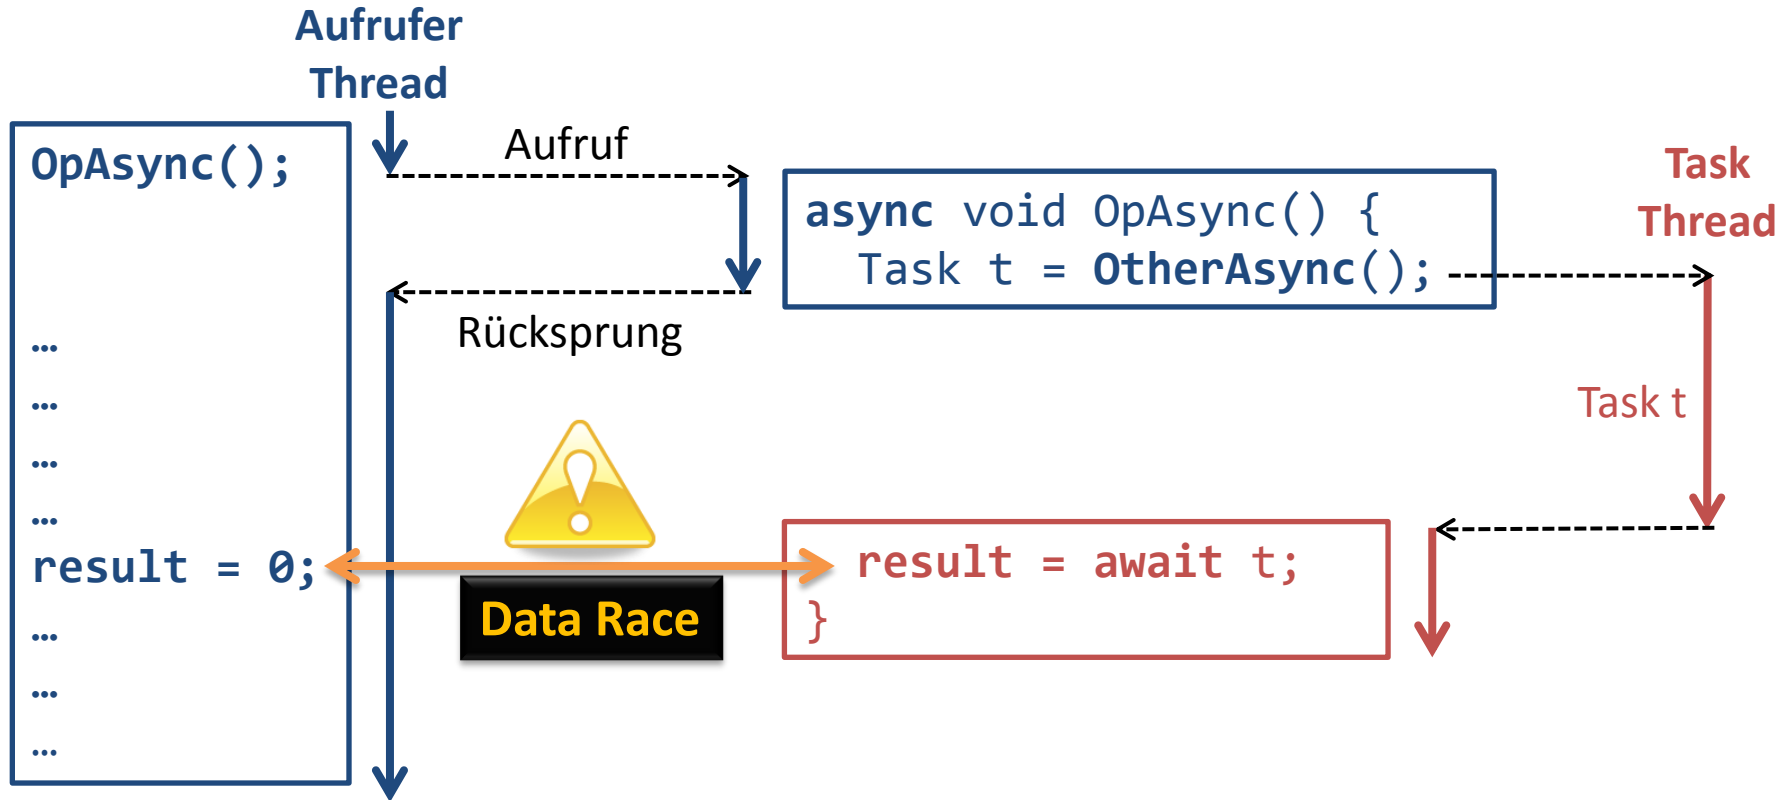 Aufrufer
Thread
OpAsync();
Aufruf
async void OpAsync() {
Task t = OtherAsync();
Task
Thread
Rücksprung
…
…
…
…
Task t
result = 0;
Data Race
result = await t;
}
…
…
…